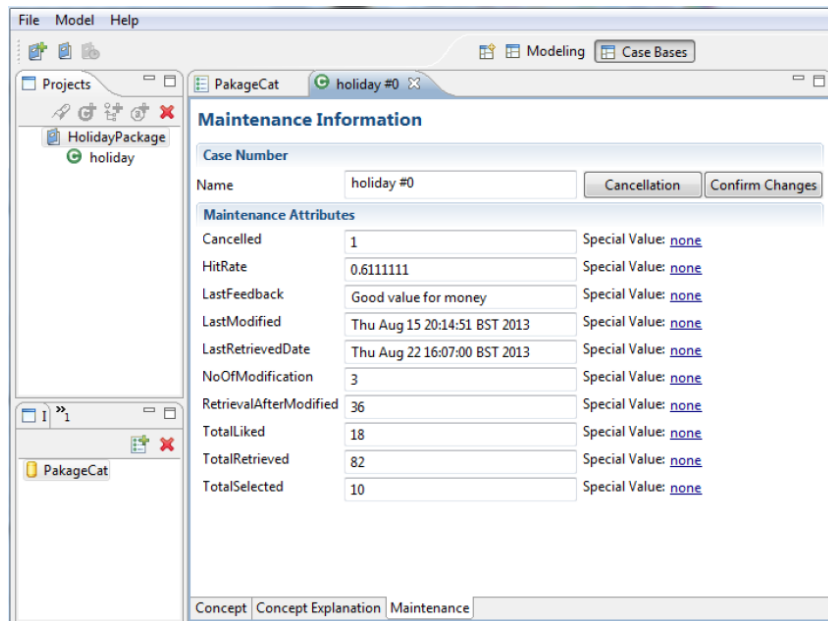 File Model Help
Modeling Case Bases
Projects
HolidayPackage
holiday
I »1
PakageCat
PakageCat holiday #0
Maintenance Information
Case Number
Name holiday #0 Cancellation Confirm Changes
Maintenance Attributes
Cancelled 1 Special Value: none
HitRate 0.6111111 Special Value: none
LastFeedback Good value for money Special Value: none
LastModified Thu Aug 15 20:14:51 BST 2013 Special Value: none
LastRetrievedDate Thu Aug 22 16:07:00 BST 2013 Special Value: none
NoOfModification 3 Special Value: none
RetrievalAfterModified 36 Special Value: none
TotalLiked 18 Special Value: none
TotalRetrieved 82 Special Value: none
TotalSelected 10 Special Value: none
Concept Concept Explanation Maintenance